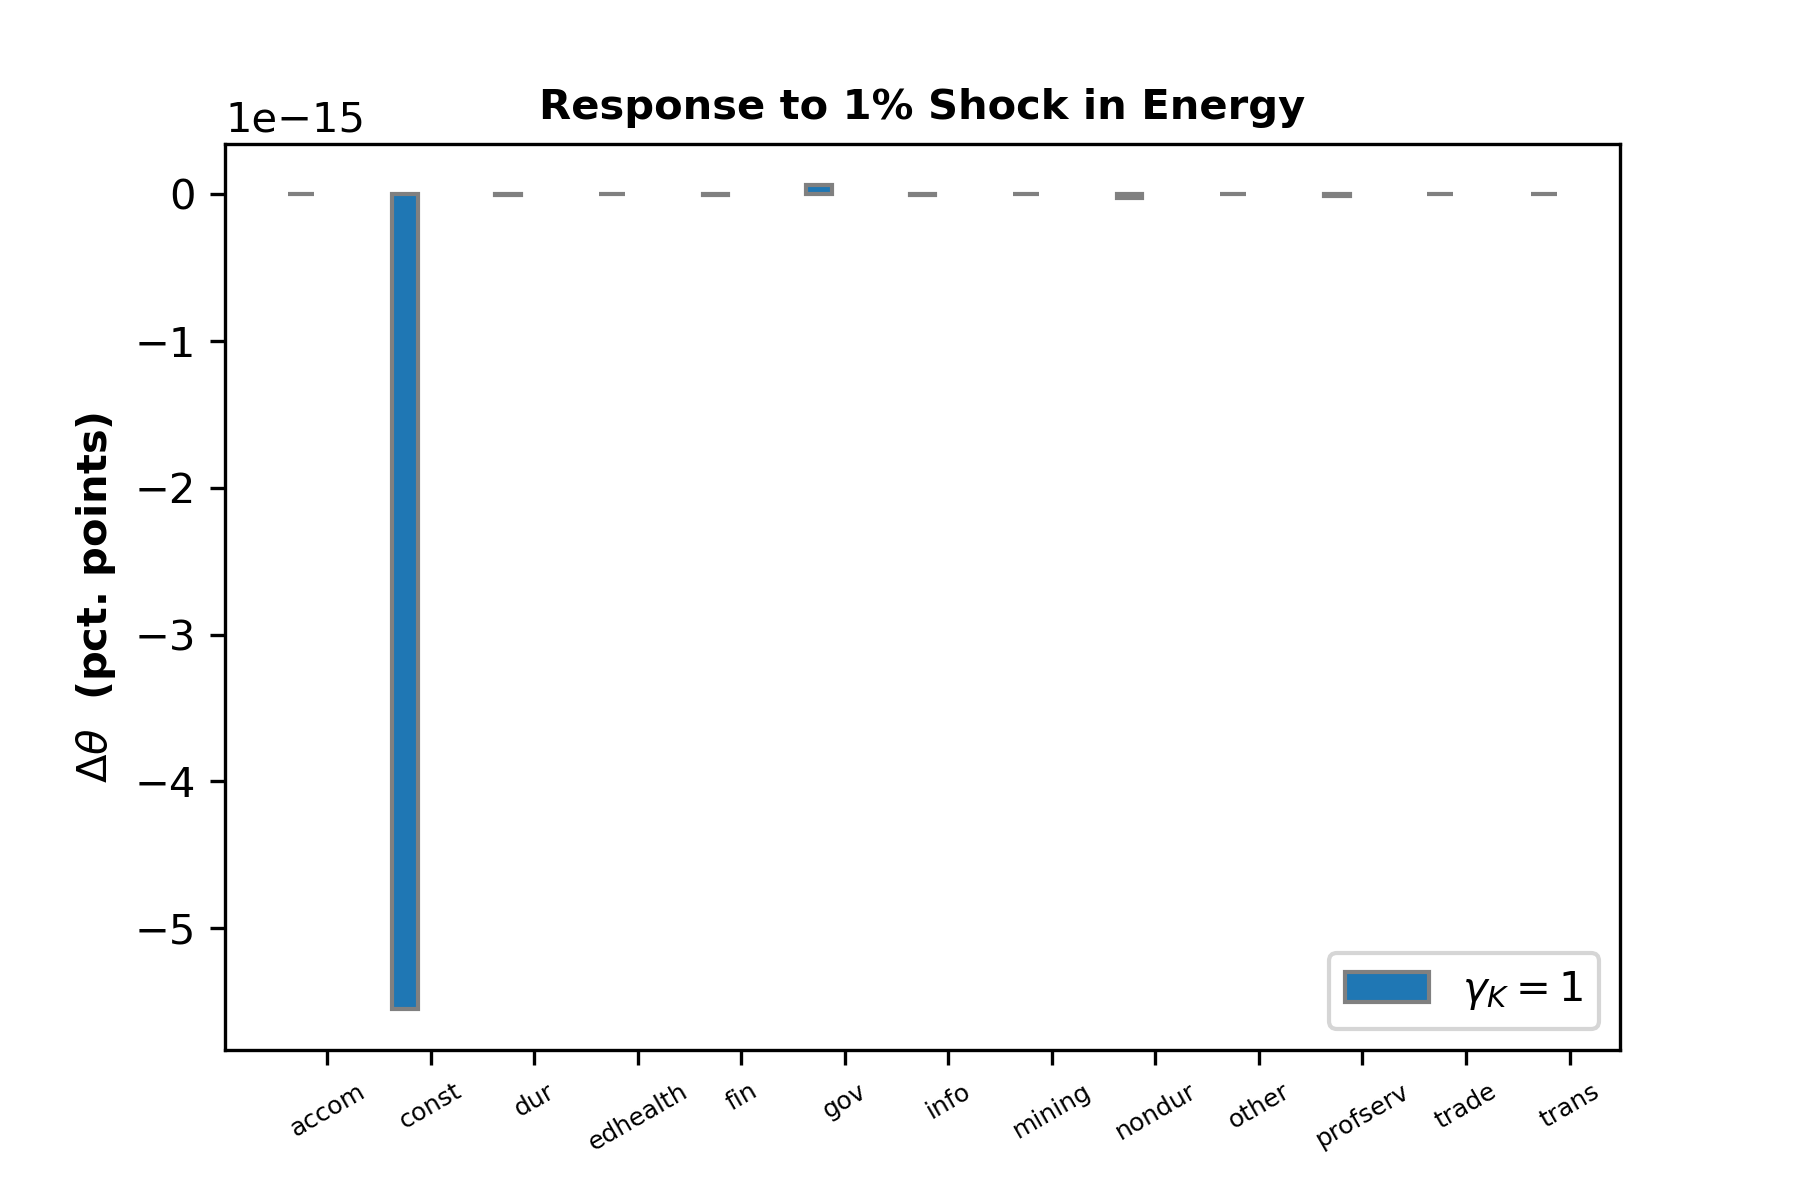 Response to 1% Shock in Energy
1e−15
0
−1
−2
−3
−4
−5
Δθ (pct. points)
γK = 1
accom
const
dur
edhealth
fin
gov
info
mining
nondur
other
profserv
trade
trans